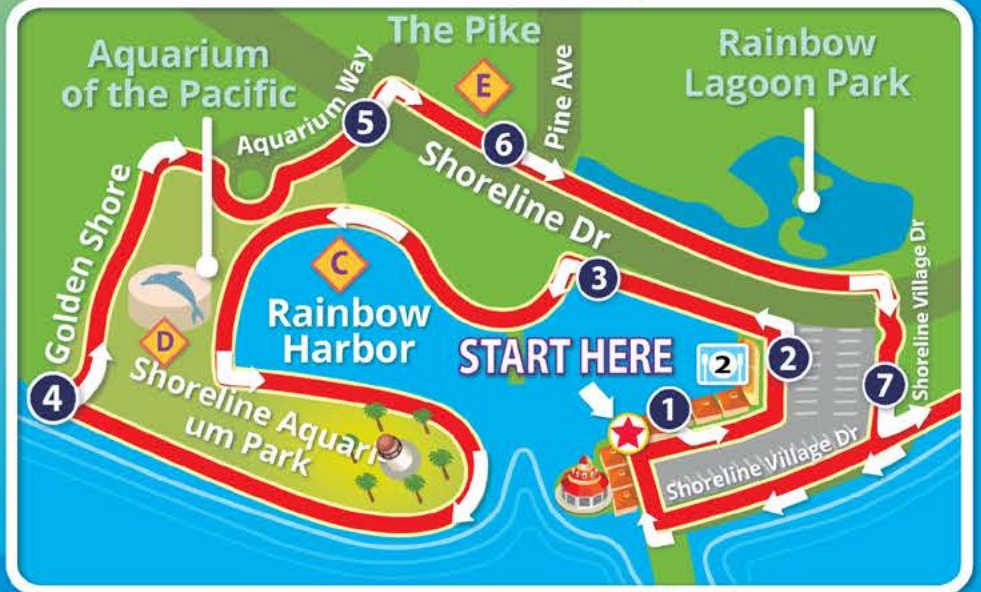 The Pike
Aquarium
of the Pacific
Rainbow
Lagoon Park
Aquarium Way
E
Pine Ave
5
6
Shoreline Dr
Golden Shore
C
3
Shoreline Village Dr
Rainbow
Harbor
D
START HERE
2
2
Shoreline Aquari
um Park
4
1
7
Shoreline Village Dr